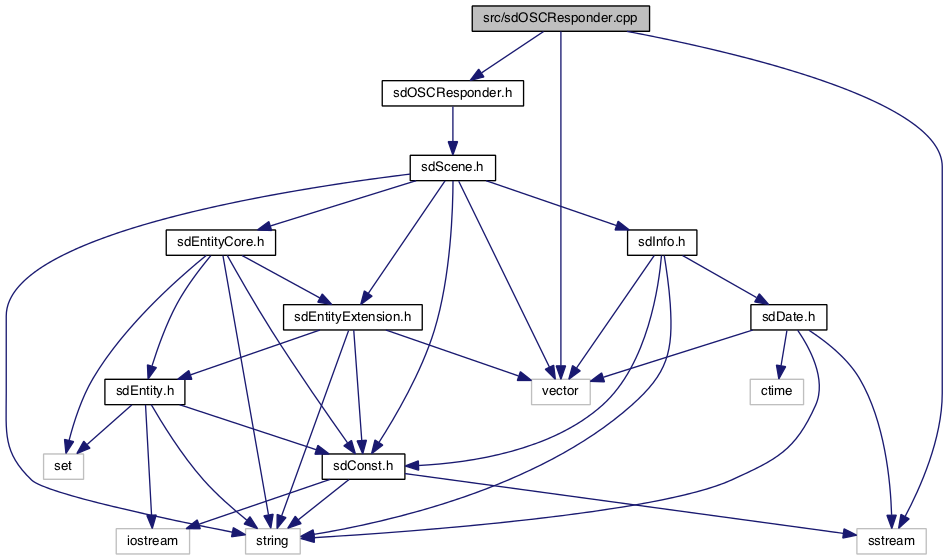 src/sdOSCResponder.cpp
sdOSCResponder.h
sdScene.h
sdEntityCore.h
sdInfo.h
sdEntityExtension.h
sdDate.h
sdEntity.h
vector
ctime
set
sdConst.h
iostream
string
sstream